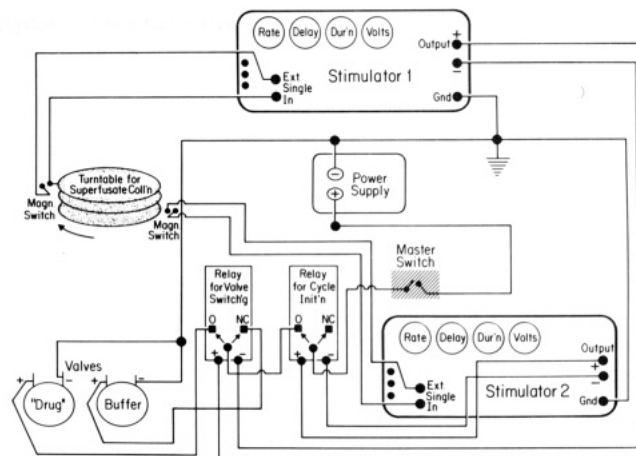 Rate Delay Dur'n Volts
+
Output
−
Ext
Single
In
Stimulator 1
Gnd
Turntable for
Superfusate Coll'n
Magn
Switch
Magn.
Switch
−
+
Power
Supply
Master
Switch
Relay
for Valve
Switch'g
O NC
+ −
Relay
for Cycle
Init'n
O NC
+ −
Rate Delay Dur'n Volts
Output
+
−
Ext
Single
In
Stimulator 2
Gnd
Valves
+ − + −
"Drug" Buffer